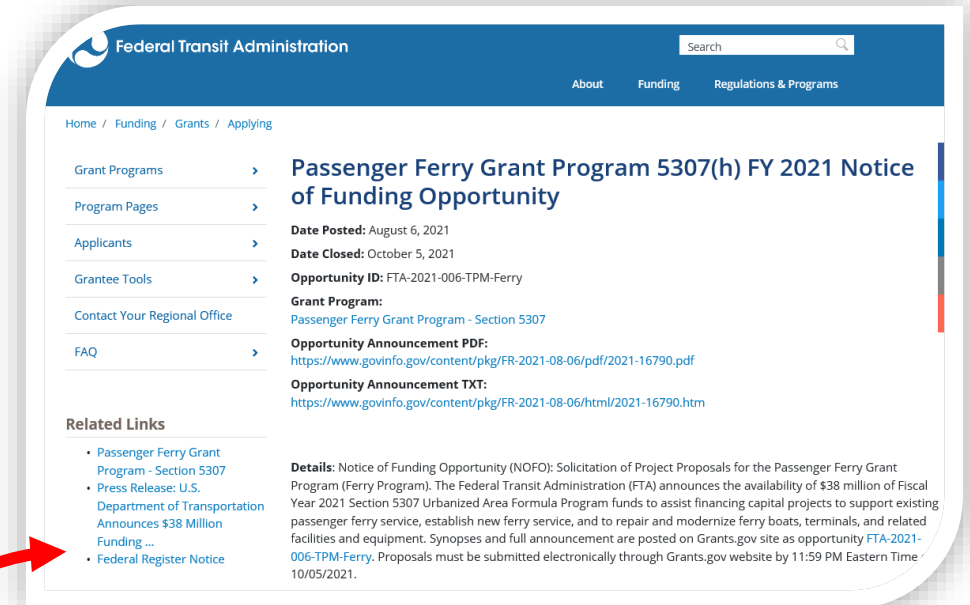 Federal Transit Administration
Search
About Funding Regulations & Programs
Home / Funding / Grants / Applying
Grant Programs
Program Pages
Applicants
Grantee Tools
Contact Your Regional Office
FAQ
Related Links
• Passenger Ferry Grant
Program - Section 5307
• Press Release: U.S.
Department of Transportation
Announces $38 Million
Funding ...
• Federal Register Notice
Passenger Ferry Grant Program 5307(h) FY 2021 Notice
of Funding Opportunity
Date Posted: August 6, 2021
Date Closed: October 5, 2021
Opportunity ID: FTA-2021-006-TPM-Ferry
Grant Program:
Passenger Ferry Grant Program - Section 5307
Opportunity Announcement PDF:
https://www.govinfo.gov/content/pkg/FR-2021-08-06/pdf/2021-16790.pdf
Opportunity Announcement TXT:
https://www.govinfo.gov/content/pkg/FR-2021-08-06/html/2021-16790.htm
Details: Notice of Funding Opportunity (NOFO): Solicitation of Project Proposals for the Passenger Ferry Grant
Program (Ferry Program). The Federal Transit Administration (FTA) announces the availability of $38 million of Fiscal
Year 2021 Section 5307 Urbanized Area Formula Program funds to assist financing capital projects to support existing
passenger ferry service, establish new ferry service, and to repair and modernize ferry boats, terminals, and related
facilities and equipment. Synopses and full announcement are posted on Grants.gov site as opportunity FTA-2021-
006-TPM-Ferry. Proposals must be submitted electronically through Grants.gov website by 11:59 PM Eastern Time
10/05/2021.